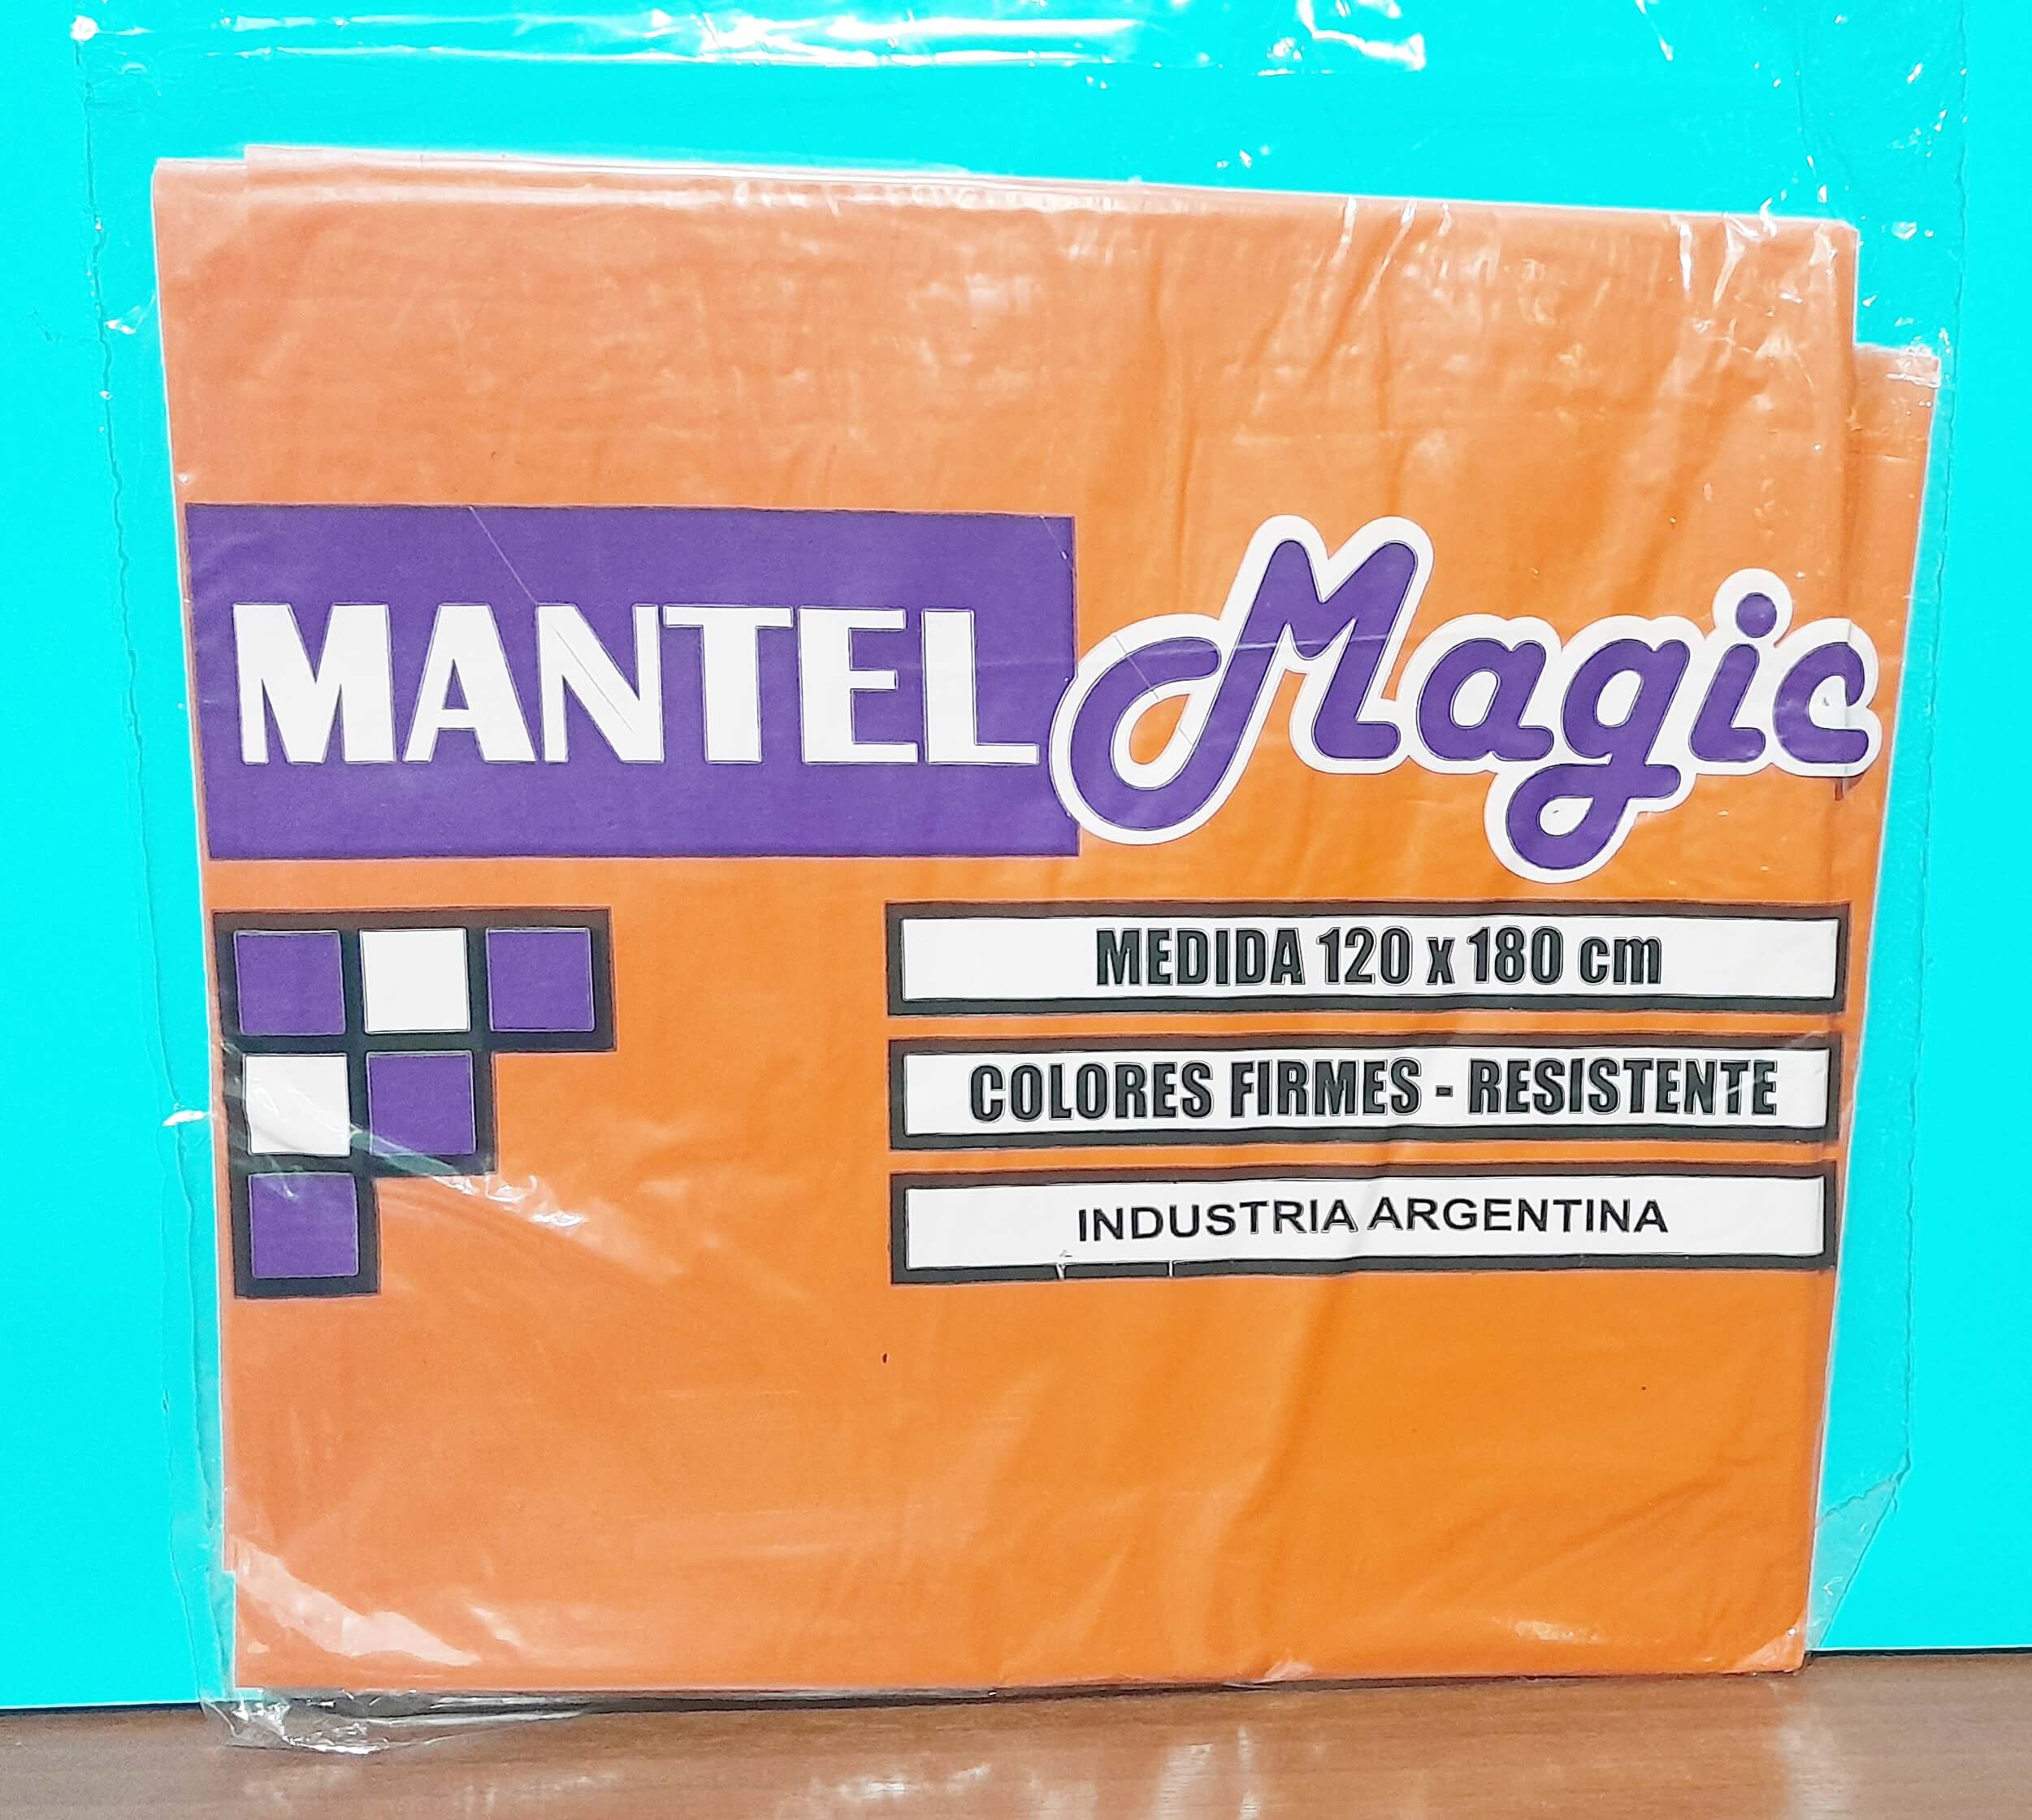 MANTEL Magic
MEDIDA 120 x 180 cm
COLORES FIRMES - RESISTENTE
INDUSTRIA ARGENTINA